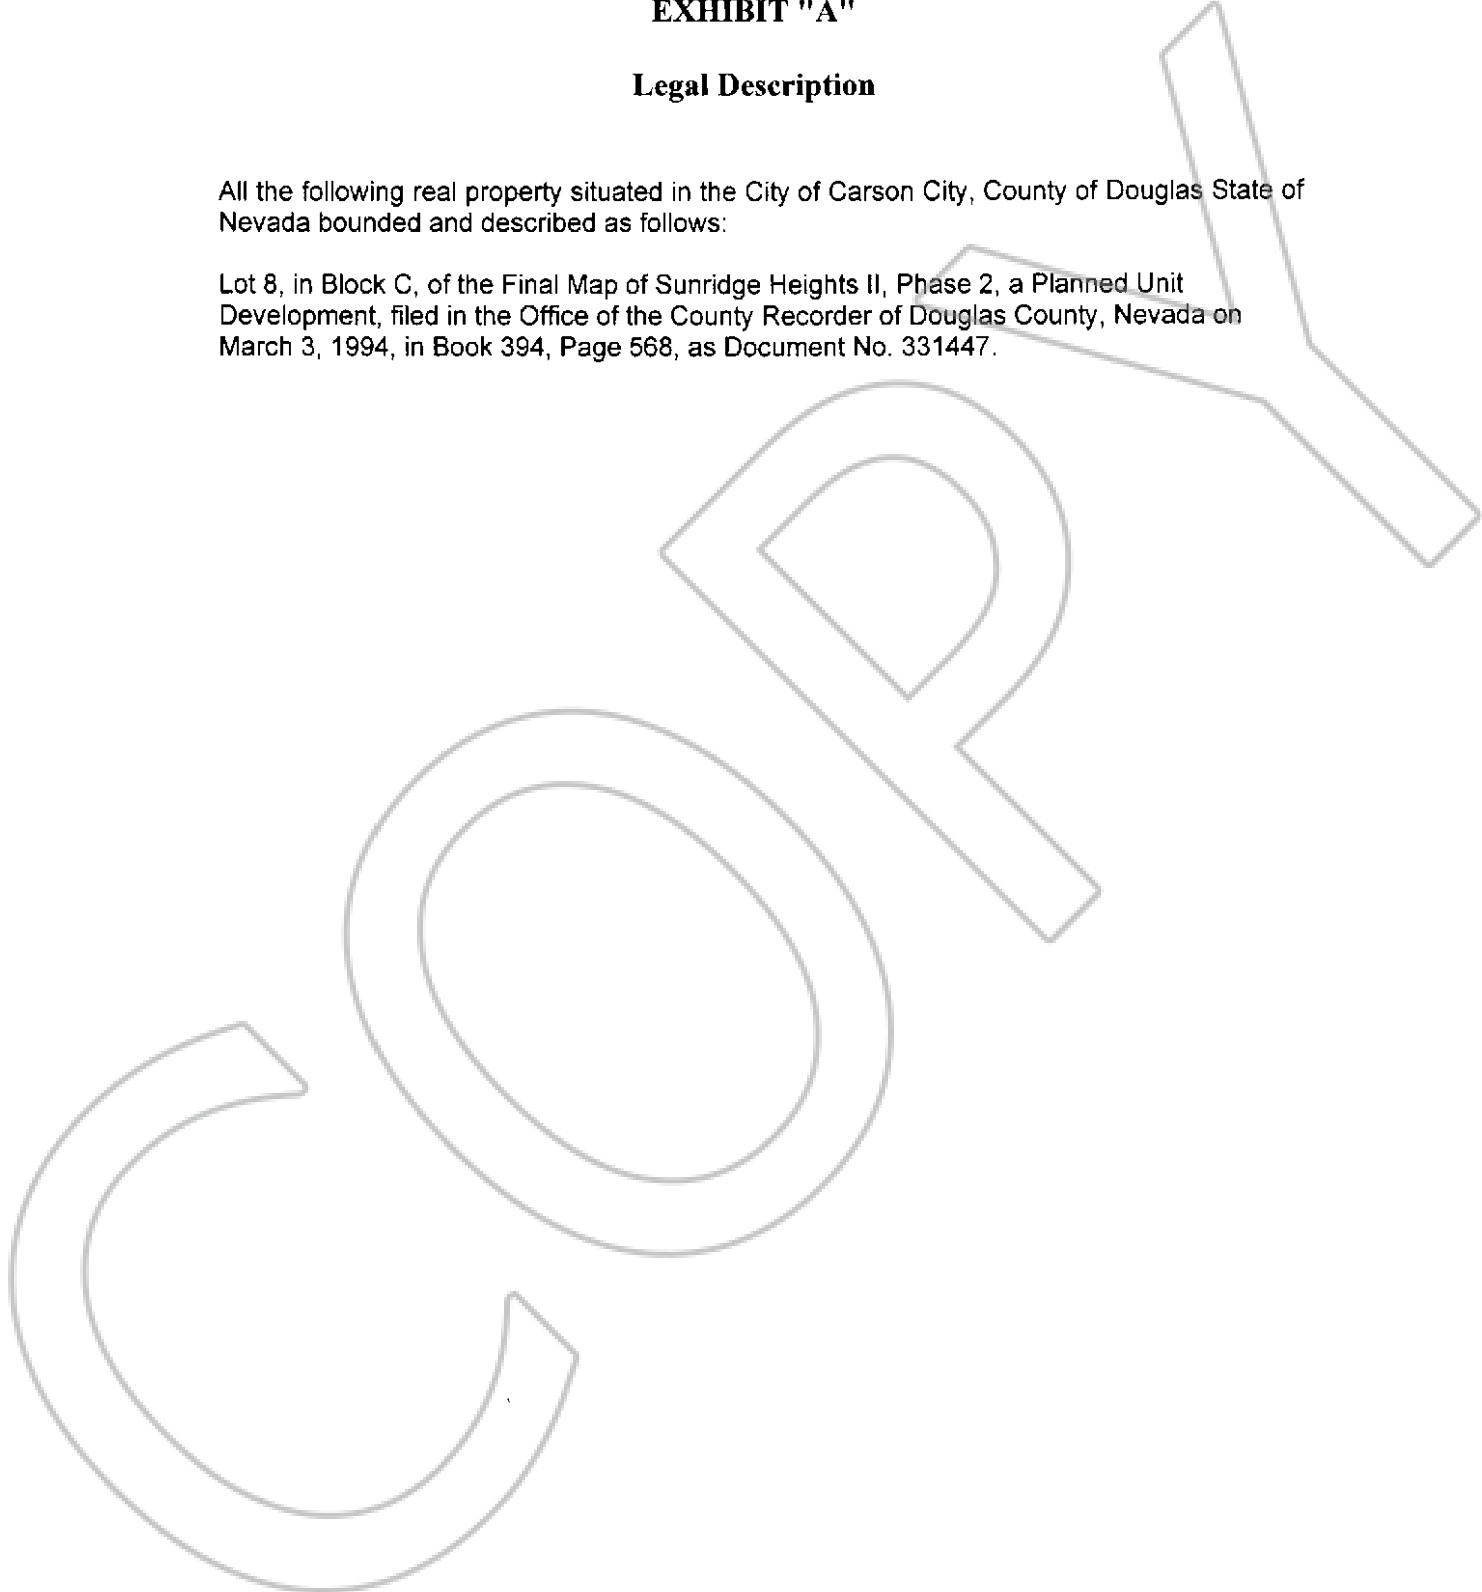 EXHIBIT "A"
Legal Description
All the following real property situated in the City of Carson City, County of Douglas State of
Nevada bounded and described as follows:
Lot 8, in Block C, of the Final Map of Sunridge Heights II, Phase 2, a Planned Unit
Development, filed in the Office of the County Recorder of Douglas County, Nevada on
March 3, 1994, in Book 394, Page 568, as Document No. 331447.
COPY